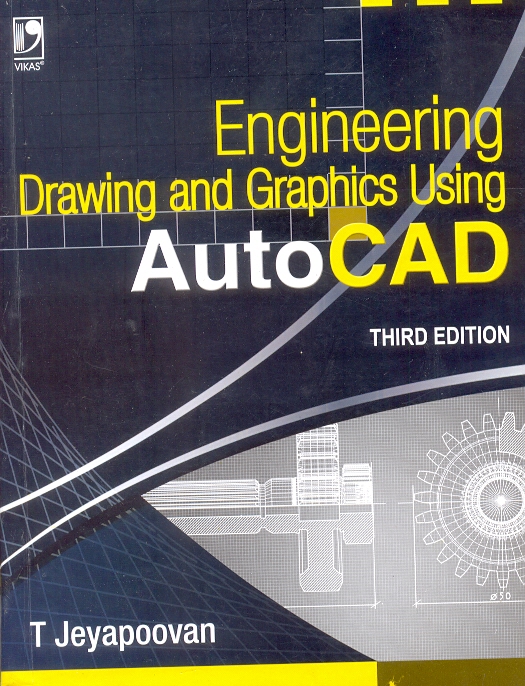 VIKAS®
Engineering
Drawing and Graphics Using
AutoCAD
THIRD EDITION
ø50
T Jeyapoovan